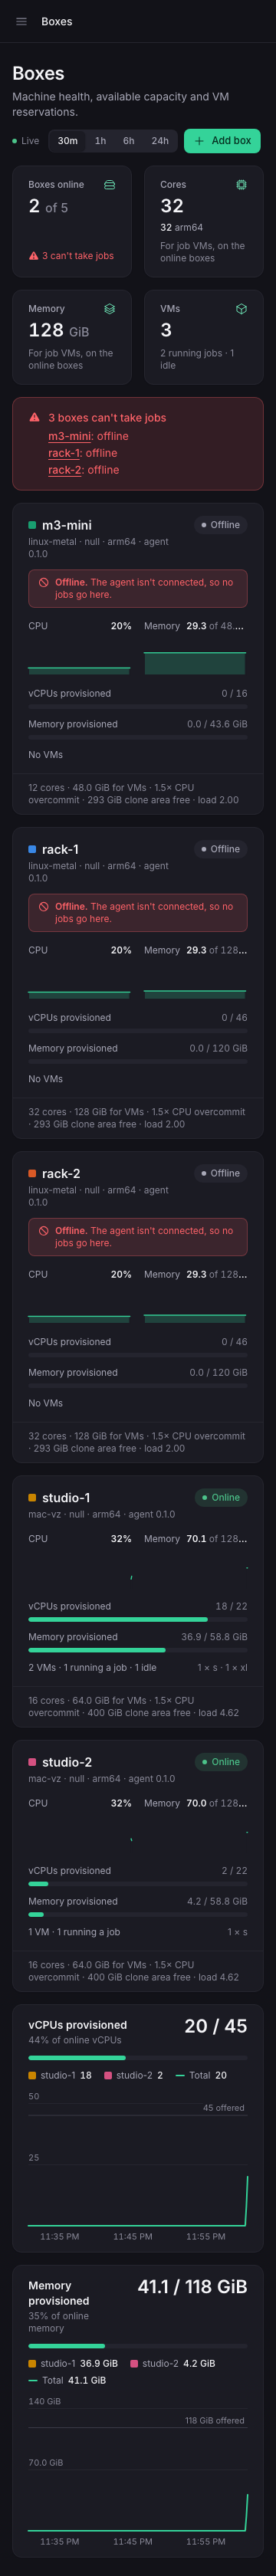 Boxes
Boxes
Machine health, available capacity and VM
reservations.
Live 30m 1h 6h 24h Add box
Boxes online
2 of 5
3 can't take jobs
Cores
32
32 arm64
For job VMs, on the
online boxes
Memory
128 GiB
For job VMs, on the
online boxes
VMs
3
2 running jobs · 1
idle
3 boxes can't take jobs
m3-mini: offline
rack-1: offline
rack-2: offline
m3-mini Offline
linux-metal · null · arm64 · agent
0.1.0
Offline. The agent isn't connected, so no
jobs go here.
CPU 20% Memory 29.3 of 48....
vCPUs provisioned 0 / 16
Memory provisioned 0.0 / 43.6 GiB
No VMs
12 cores · 48.0 GiB for VMs · 1.5× CPU
overcommit · 293 GiB clone area free · load 2.00
rack-1 Offline
linux-metal · null · arm64 · agent
0.1.0
Offline. The agent isn't connected, so no
jobs go here.
CPU 20% Memory 29.3 of 128...
vCPUs provisioned 0 / 46
Memory provisioned 0.0 / 120 GiB
No VMs
32 cores · 128 GiB for VMs · 1.5× CPU overcommit
· 293 GiB clone area free · load 2.00
rack-2 Offline
linux-metal · null · arm64 · agent
0.1.0
Offline. The agent isn't connected, so no
jobs go here.
CPU 20% Memory 29.3 of 128...
vCPUs provisioned 0 / 46
Memory provisioned 0.0 / 120 GiB
No VMs
32 cores · 128 GiB for VMs · 1.5× CPU overcommit
· 293 GiB clone area free · load 2.00
studio-1 Online
mac-vz · null · arm64 · agent 0.1.0
CPU 32% Memory 70.1 of 128...
vCPUs provisioned 18 / 22
Memory provisioned 36.9 / 58.8 GiB
2 VMs · 1 running a job · 1 idle 1 × s · 1 × xl
16 cores · 64.0 GiB for VMs · 1.5× CPU
overcommit · 400 GiB clone area free · load 4.62
studio-2 Online
mac-vz · null · arm64 · agent 0.1.0
CPU 32% Memory 70.0 of 128...
vCPUs provisioned 2 / 22
Memory provisioned 4.2 / 58.8 GiB
1 VM · 1 running a job 1 × s
16 cores · 64.0 GiB for VMs · 1.5× CPU
overcommit · 400 GiB clone area free · load 4.62
vCPUs provisioned 20 / 45
44% of online vCPUs
studio-1 18 studio-2 2 Total 20
50
45 offered
25
11:35 PM 11:45 PM 11:55 PM
Memory
provisioned
41.1 / 118 GiB
35% of online
memory
studio-1 36.9 GiB studio-2 4.2 GiB
Total 41.1 GiB
140 GiB
118 GiB offered
70.0 GiB
11:35 PM 11:45 PM 11:55 PM